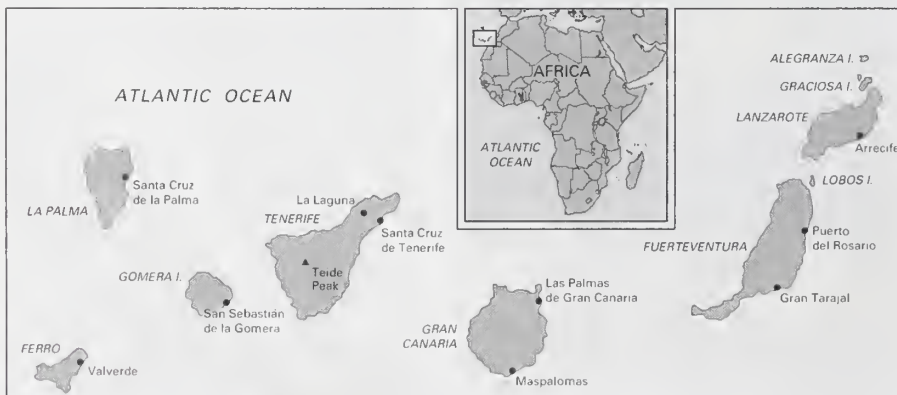 ATLANTIC OCEAN
LA PALMA
Santa Cruz
de la Palma
GOMERA I.
San Sebastián
de la Gomera
FERRO
Valverde
TENERIFE
La Laguna
Santa Cruz
de Tenerife
Teide
Peak
AFRICA
ATLANTIC
OCEAN
GRAN
CANARIA
Las Palmas
de Gran Canaria
Maspalomas
ALEGRANZA I.
GRACIOSA I.
LANZAROTE
Arrecife
LOBOS I.
FUERTEVENTURA
Puerto
del Rosario
Gran Tarajal